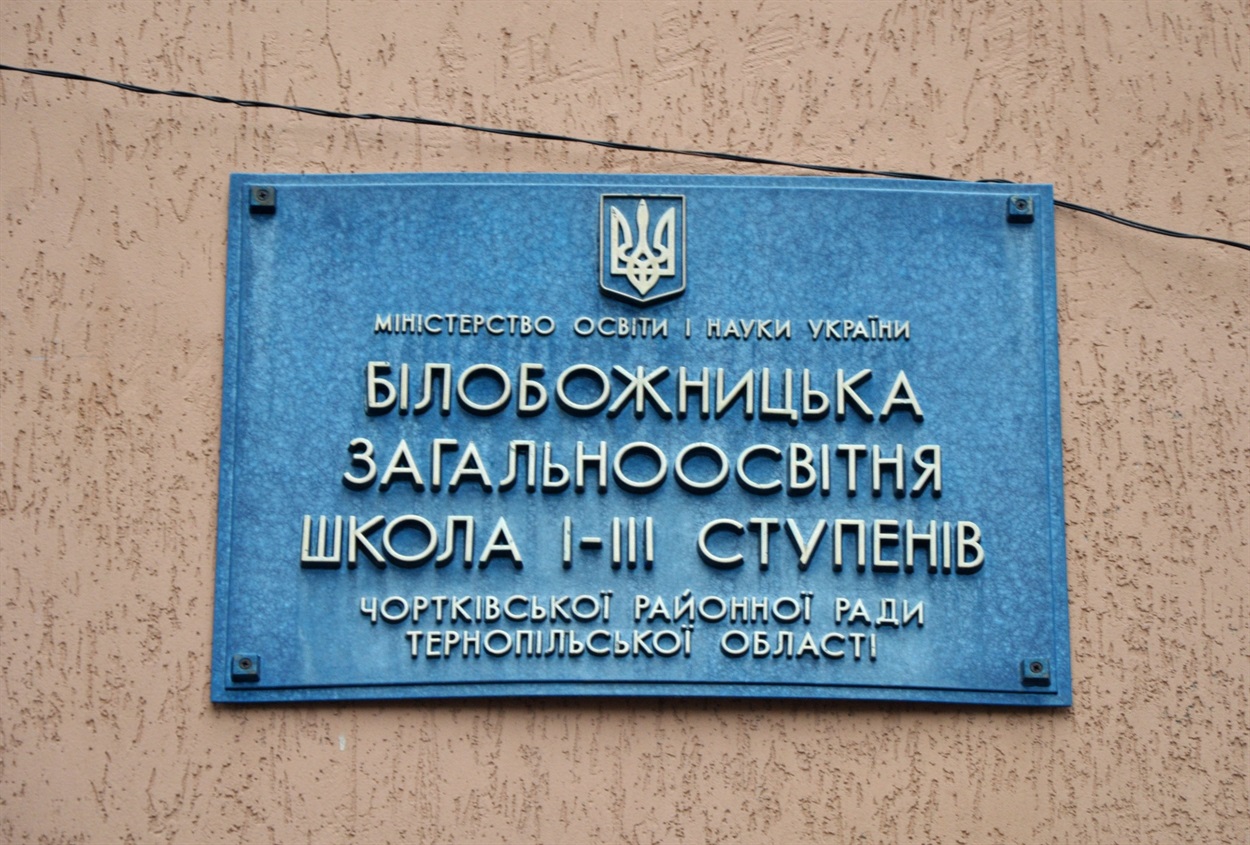 МІНІСТЕРСТВО ОСВІТИ І НАУКИ УКРАЇНИ
БІЛОБОЖНИЦЬКА
ЗАГАЛЬНООСВІТНЯ
ШКОЛА І-ІІІ СТУПЕНІВ
ЧОРТКІВСЬКОЇ РАЙОННОЇ РАДИ
ТЕРНОПІЛЬСЬКОЇ ОБЛАСТІ